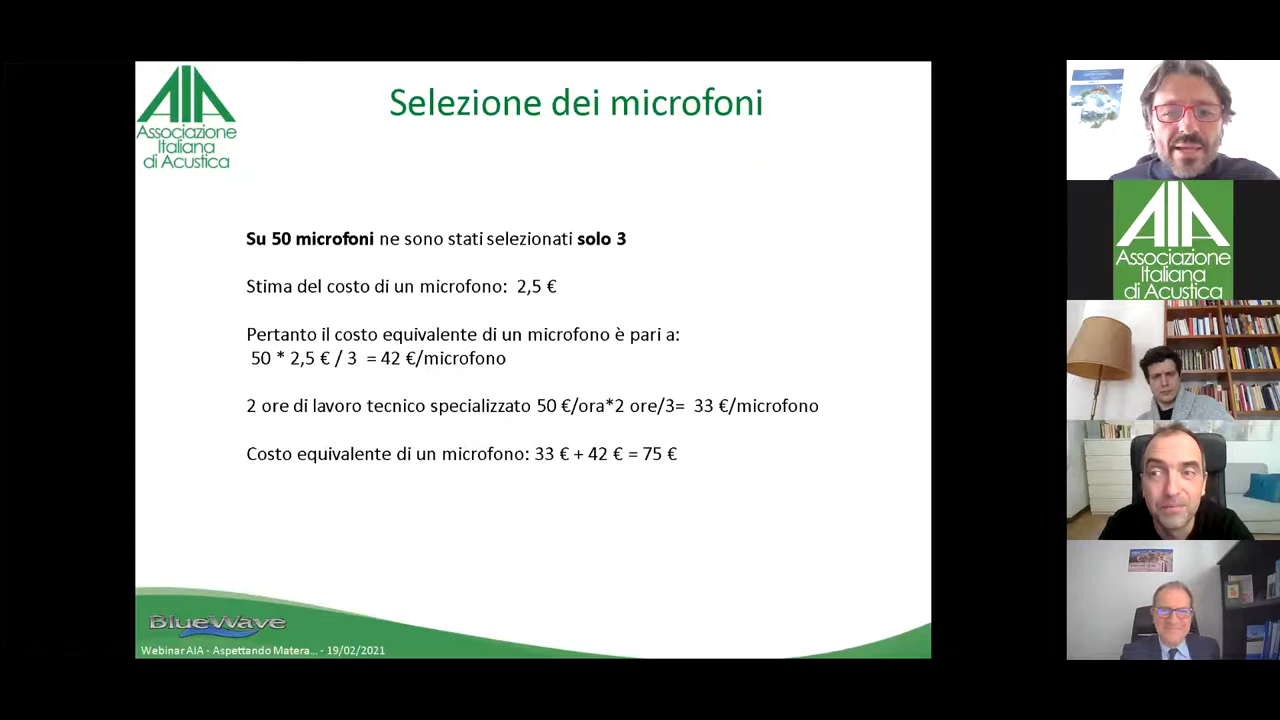 AIA
Associazione
Italiana
di Acustica
Selezione dei microfoni
Su 50 microfoni ne sono stati selezionati solo 3
Stima del costo di un microfono: 2,5 €
Pertanto il costo equivalente di un microfono è pari a:
50 * 2,5 € / 3 = 42 €/microfono
2 ore di lavoro tecnico specializzato 50 €/ora*2 ore/3= 33 €/microfono
Costo equivalente di un microfono: 33 € + 42 € = 75 €
BlueWave
Webinar AIA - Aspettando Matera... - 19/02/2021
AIA
Associazione
Italiana
di Acustica